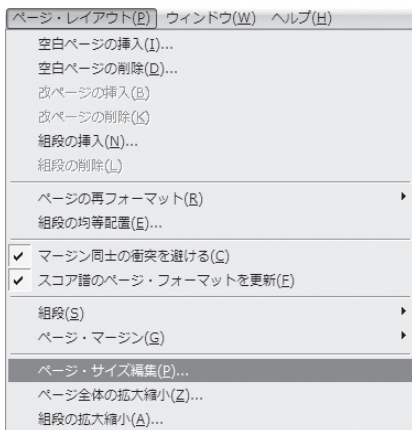 ページ・レイアウト(P) ウィンドウ(W) ヘルプ(H)
空白ページの挿入(I)...
空白ページの削除(D)...
改ページの挿入(B)
改ページの削除(K)
組段の挿入(N)...
組段の削除(L)
ページの再フォーマット(R)
組段の均等配置(E)...
マージン同士の衝突を避ける(C)
スコア譜のページ・フォーマットを更新(F)
組段(S)
ページ・マージン(G)
ページ・サイズ編集(P)...
ページ全体の拡大縮小(Z)...
組段の拡大縮小(A)...